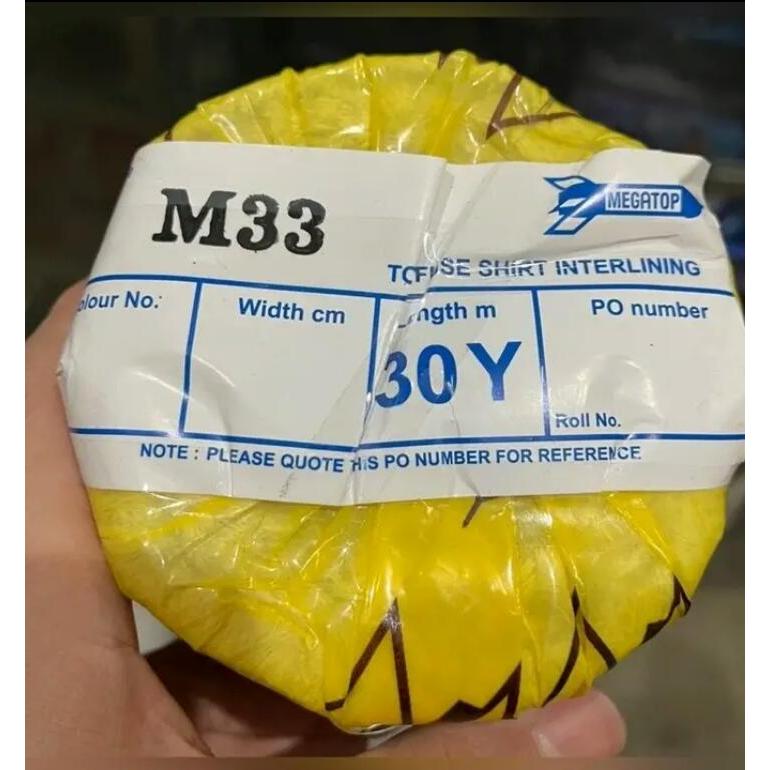 M33
MEGATOP
SE SHIRT INTERLINING
olour No.:
Width cm
ngth m
PO number
30Y
Roll No.
NOTE : PLEASE QUOTE HIS PO NUMBER FOR REFERENCE